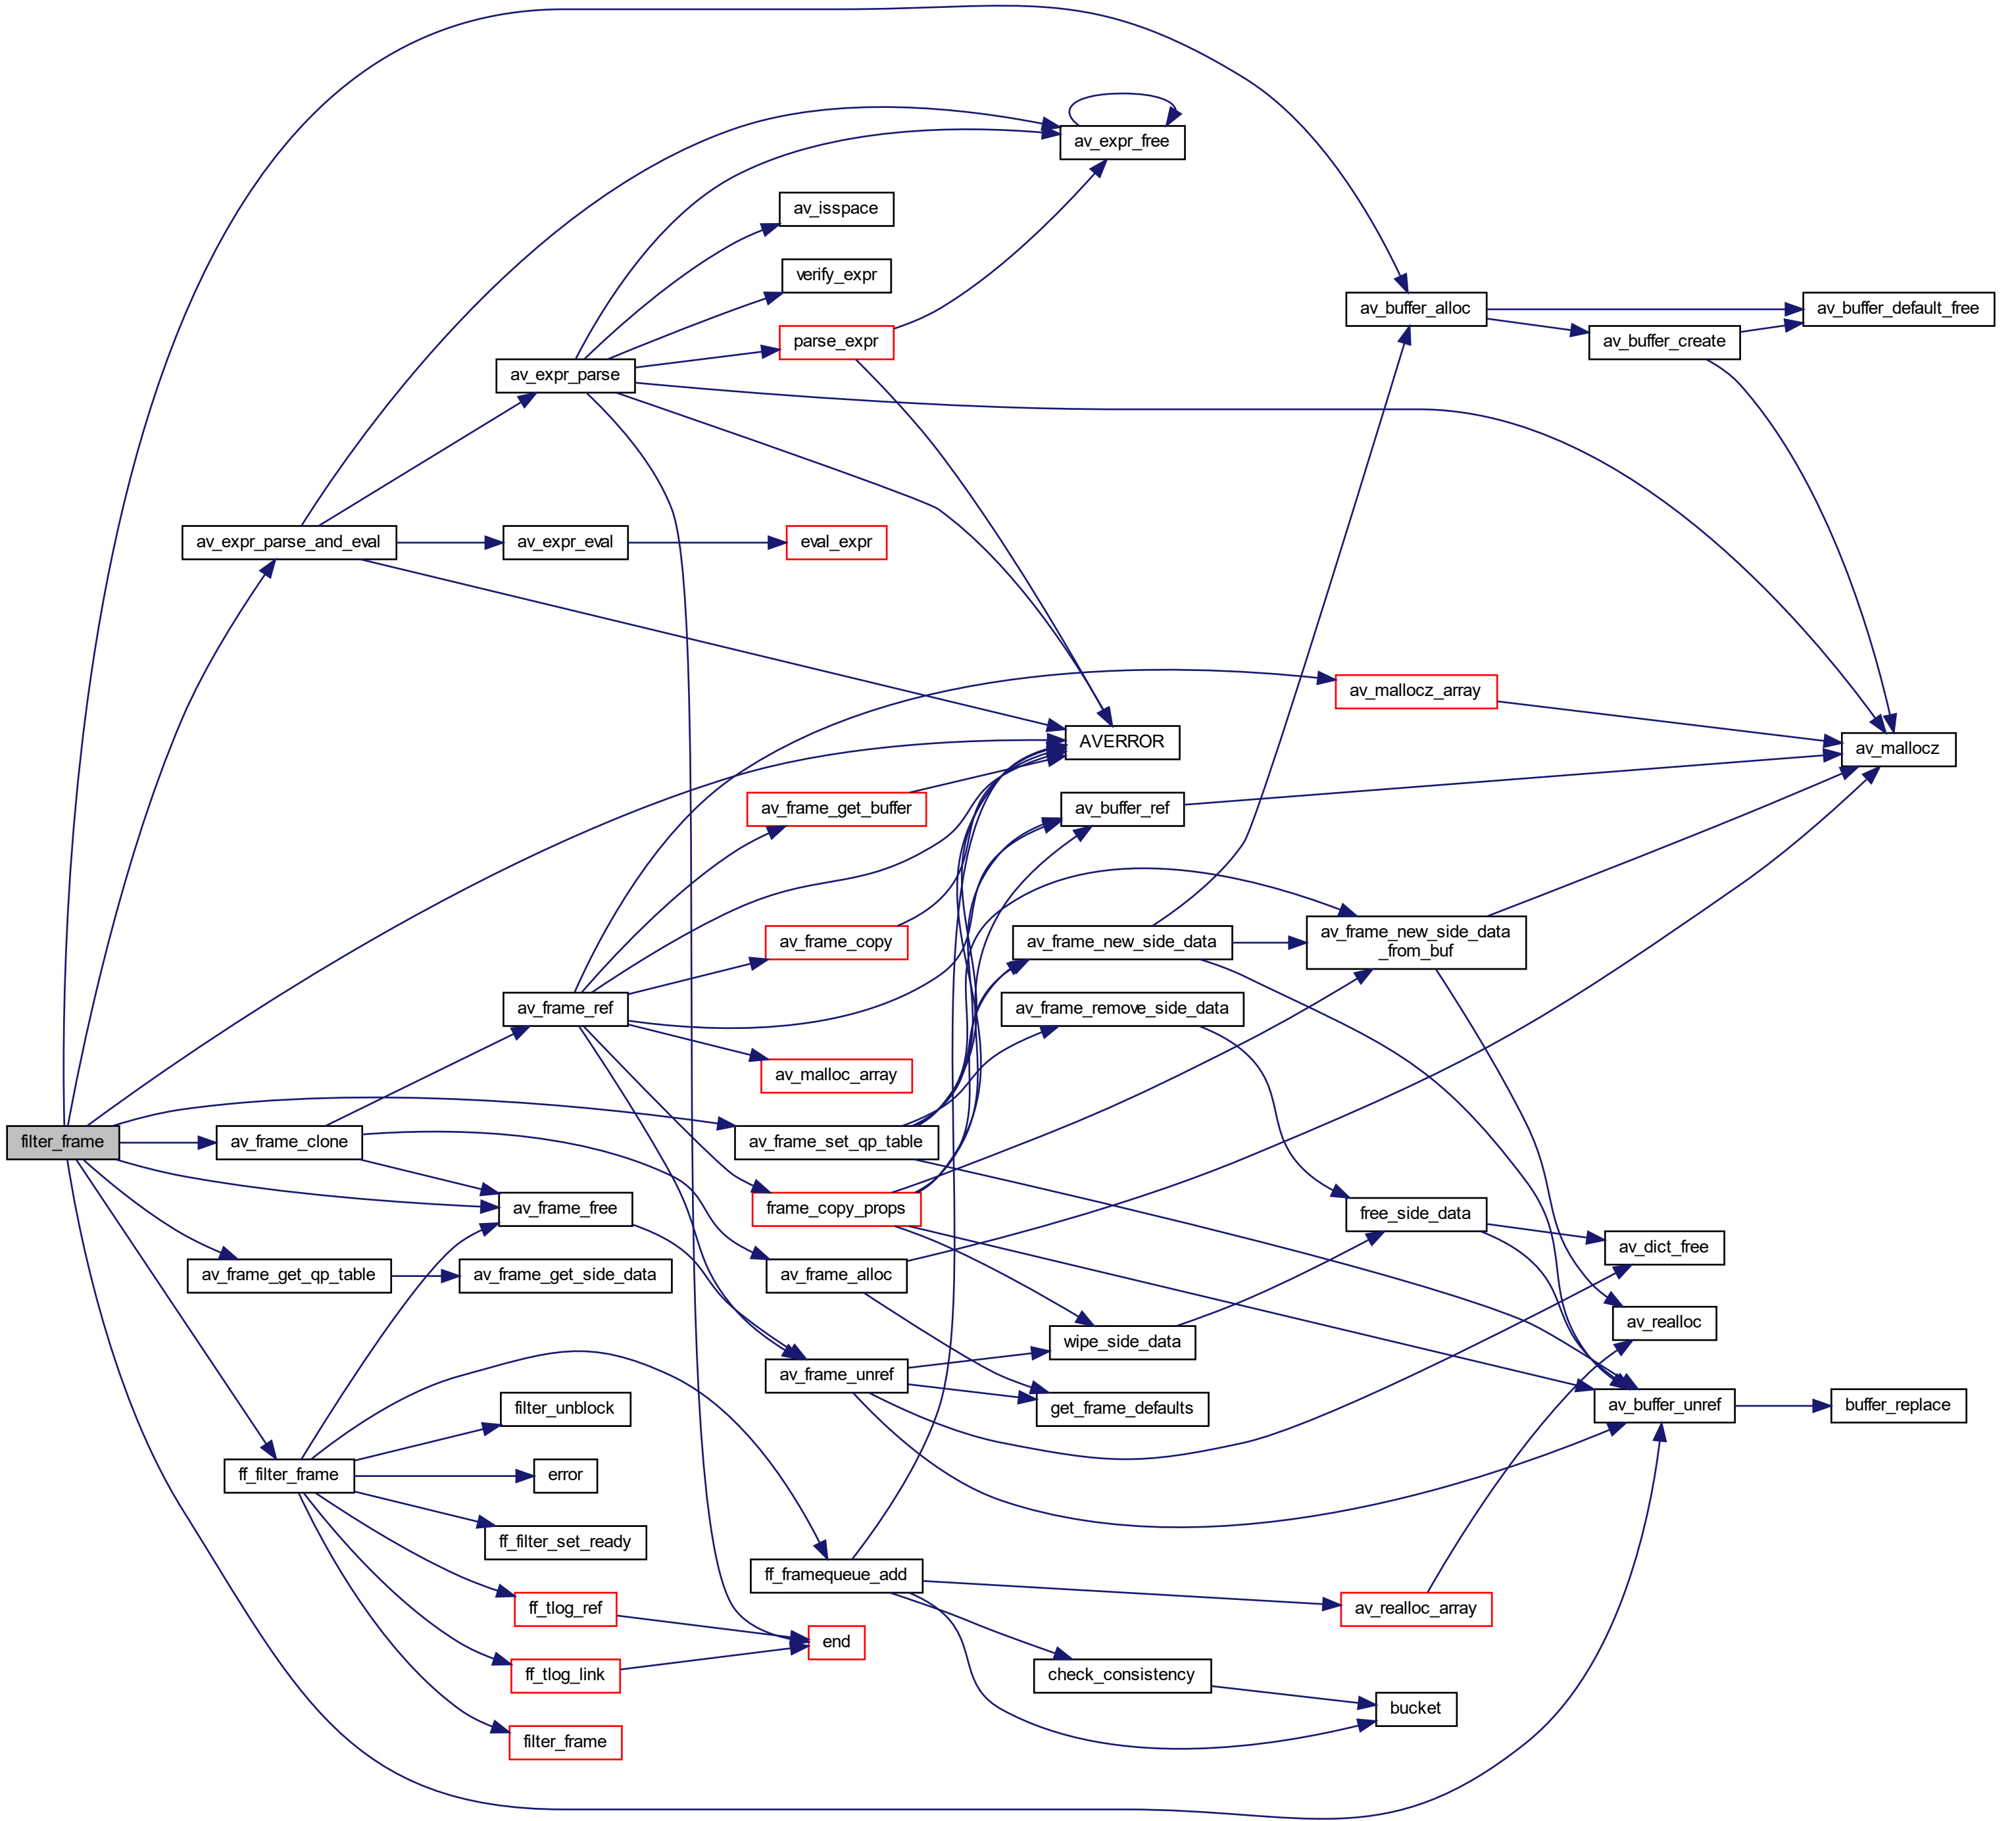 av_expr_free
av_isspace
verify_expr
av_buffer_alloc
av_buffer_default_free
parse_expr
av_buffer_create
av_expr_parse
av_expr_parse_and_eval
av_expr_eval
eval_expr
av_mallocz_array
AVERROR
av_mallocz
av_frame_get_buffer
av_buffer_ref
av_frame_copy
av_frame_new_side_data
av_frame_new_side_data
_from_buf
av_frame_ref
av_frame_remove_side_data
av_malloc_array
filter_frame
av_frame_clone
av_frame_set_qp_table
av_frame_free
frame_copy_props
free_side_data
av_dict_free
av_frame_get_qp_table
av_frame_get_side_data
av_frame_alloc
av_realloc
wipe_side_data
av_frame_unref
get_frame_defaults
filter_unblock
av_buffer_unref
buffer_replace
ff_filter_frame
error
ff_filter_set_ready
ff_framequeue_add
ff_tlog_ref
av_realloc_array
end
ff_tlog_link
check_consistency
bucket
filter_frame